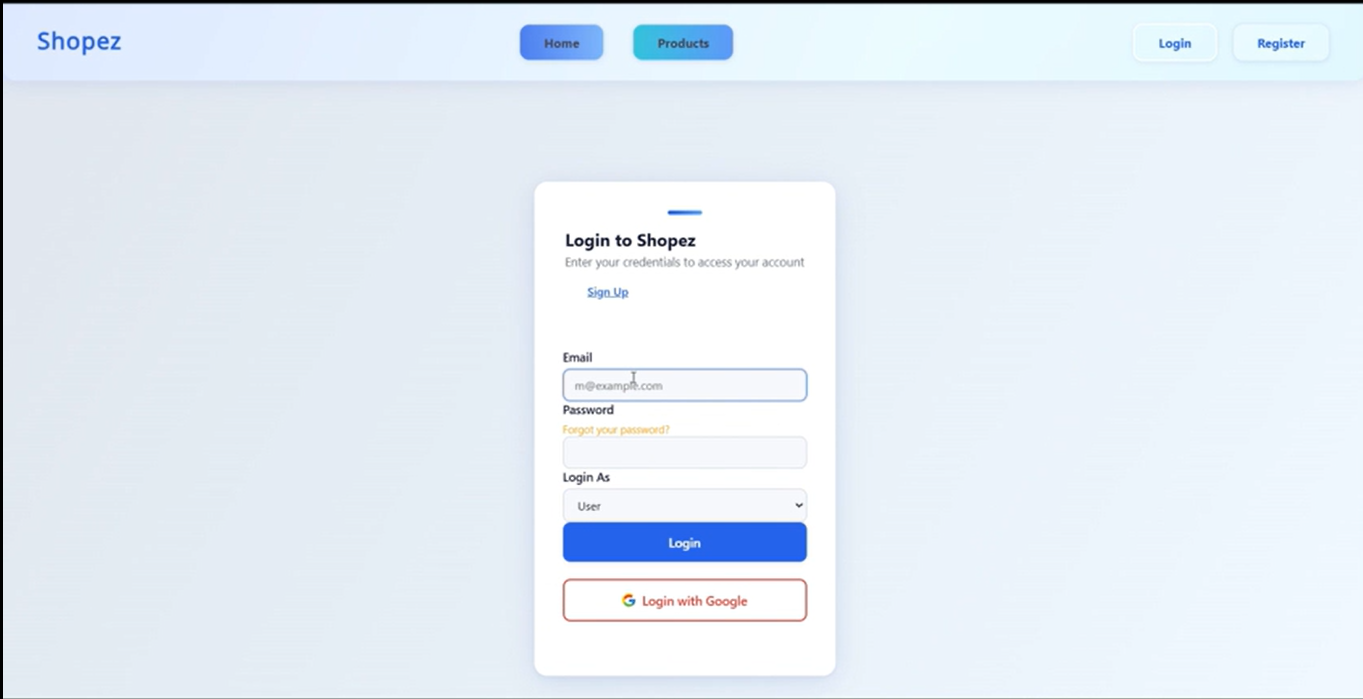 Shopez
Home
Products
Login
Register
Login to Shopez
Enter your credentials to access your account
Sign Up
Email
m@example.com
Password
Forgot your password?
Login As
User
Login
Login with Google